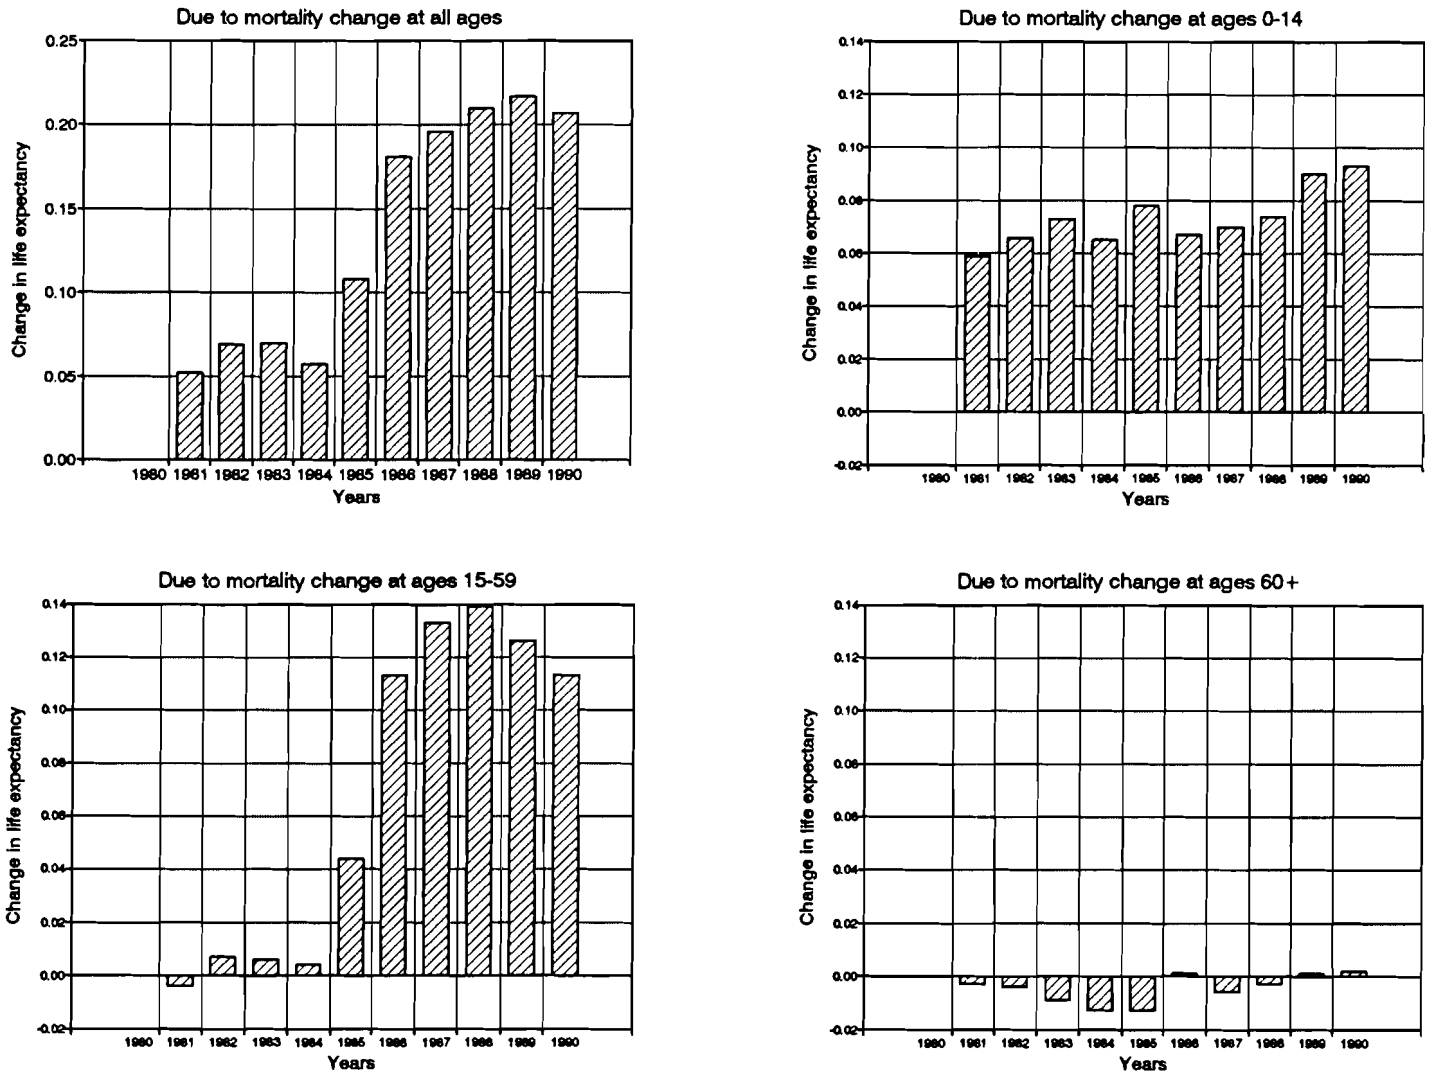 Due to mortality change at all ages
0.25
0.20
0.15
0.10
0.05
0.00
Change in life expectancy
1980 1981 1982 1983 1984 1985 1986 1987 1988 1989 1990
Years
Due to mortality change at ages 0-14
0.14
0.12
0.10
0.08
0.06
0.04
0.02
0.00
-0.02
Change in life expectancy
1980 1981 1982 1983 1984 1985 1986 1987 1988 1989 1990
Years
Due to mortality change at ages 15-59
0.14
0.12
0.10
0.08
0.06
0.04
0.02
0.00
-0.02
Change in life expectancy
1980 1981 1982 1983 1984 1985 1986 1987 1988 1989 1990
Years
Due to mortality change at ages 60+
0.14
0.12
0.10
0.08
0.06
0.04
0.02
0.00
-0.02
Change in life expectancy
1980 1981 1982 1983 1984 1985 1986 1987 1988 1989 1990
Years